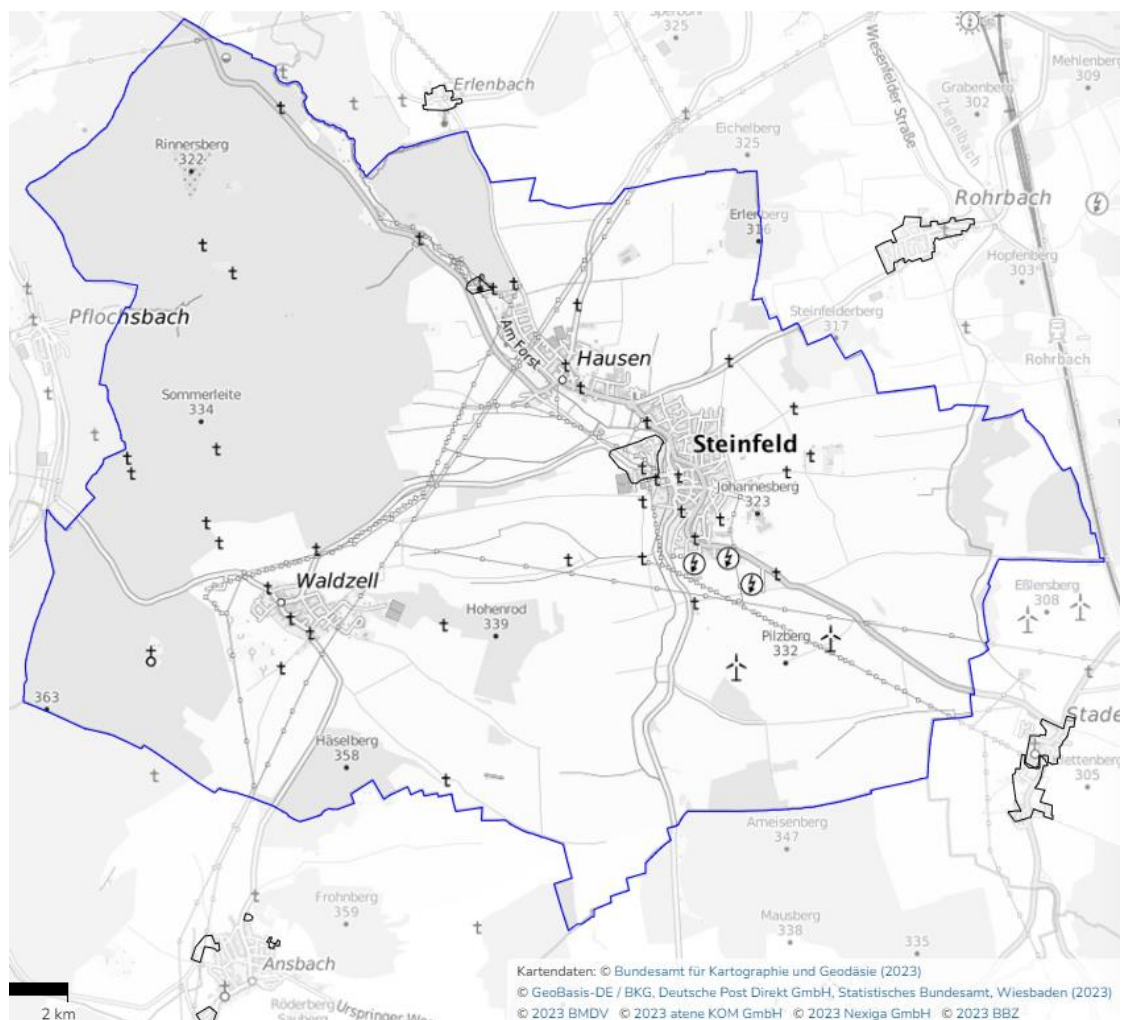 325
Erlenbach
Wiesenfelder Straße
Ziegelbach
Mehlenberg
309
Grabenberg
302
Rinnersberg
322
Eichelberg
325
Rohrbach
Erlenberg
316
Hopfenberg
303
Pflochsbach
Steinfelderberg
317
Rohrbach
Am Forst
Hausen
Sommerleite
334
Steinfeld
Johannesberg
323
Waldzell
Hohenrod
339
Eßlersberg
308
Pilzberg
332
363
Stade
Häselberg
358
ettenberg
305
Ameisenberg
347
Frohnberg
359
Mausberg
338
335
Ansbach
Kartendaten: © Bundesamt für Kartographie und Geodäsie (2023)
© GeoBasis-DE / BKG, Deutsche Post Direkt GmbH, Statistisches Bundesamt, Wiesbaden (2023)
© 2023 BMDV © 2023 atene KOM GmbH © 2023 Nexiga GmbH © 2023 BBZ
2 km
Röderberg
Urspringer